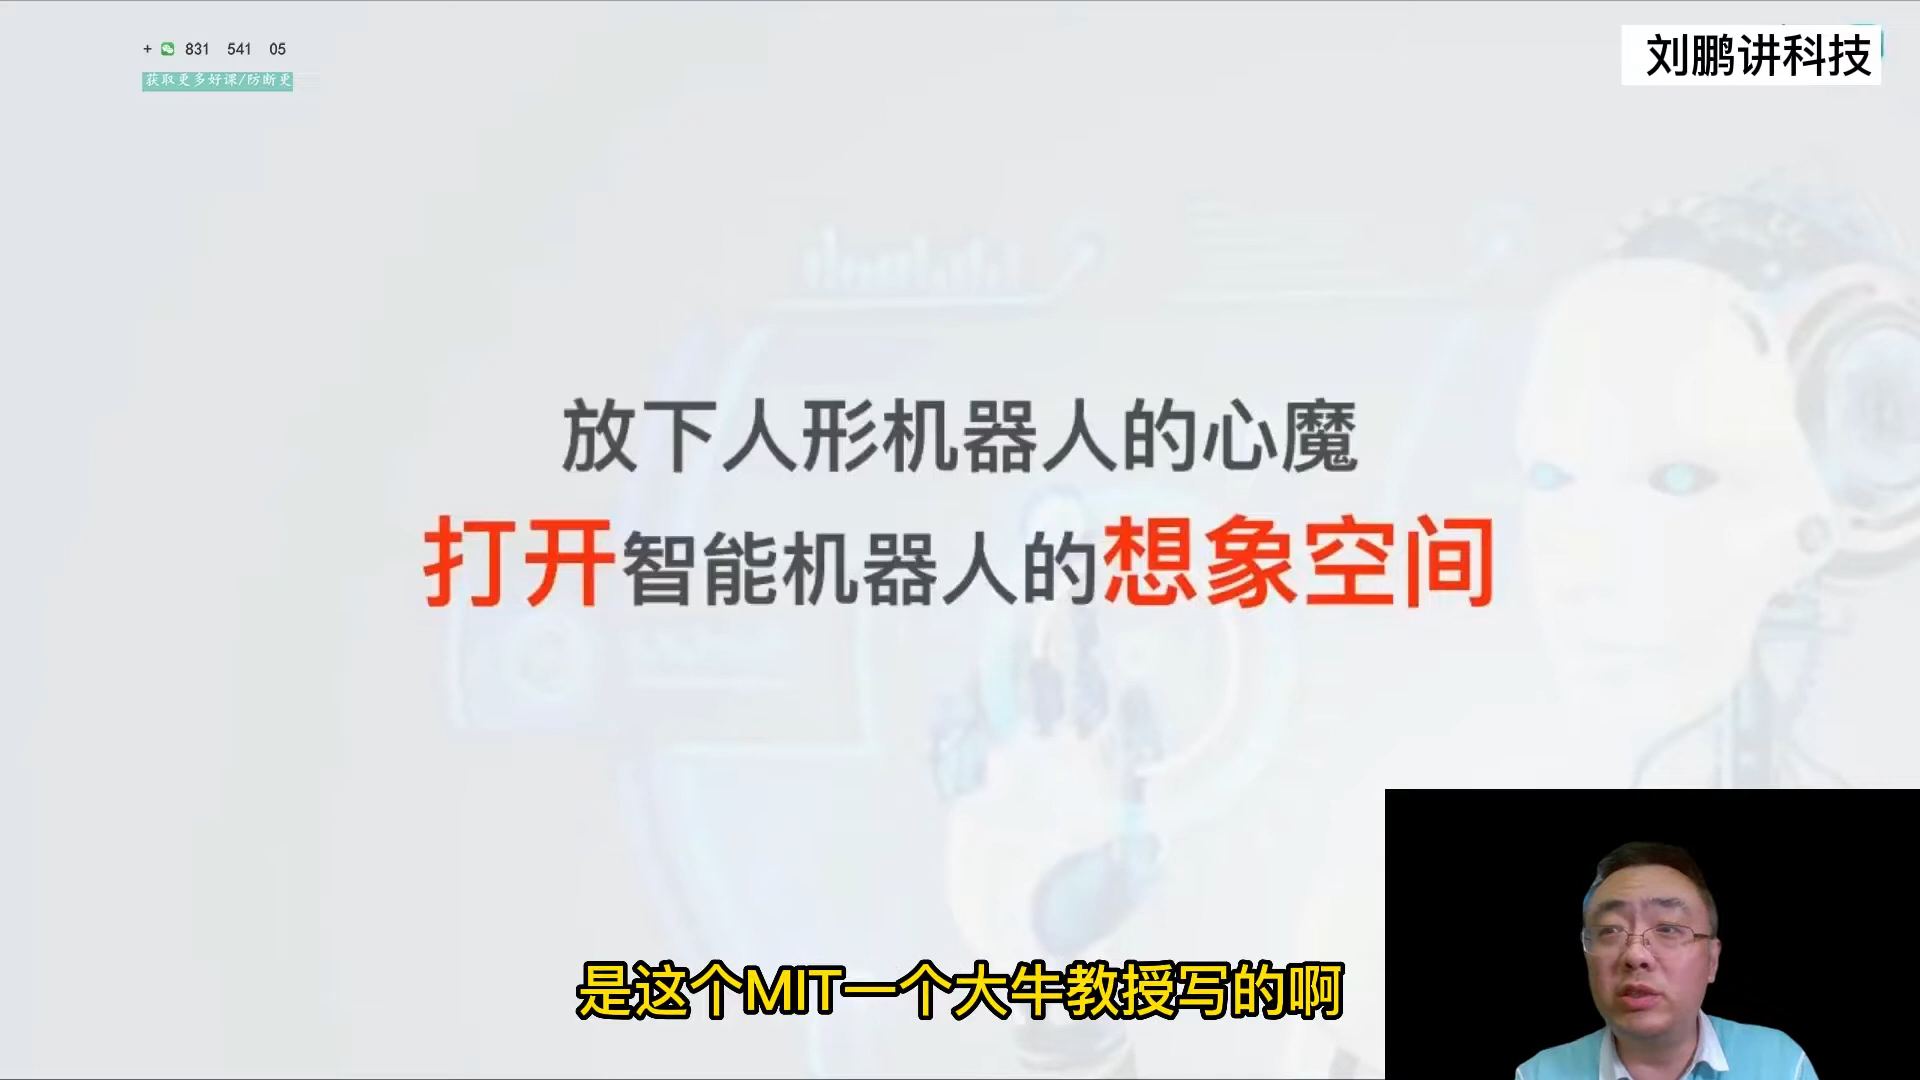 + 831 541 05
获取更多好课/防断更
刘鹏讲科技
放下人形机器人的心魔
打开智能机器人的想象空间
是这个MIT一个大牛教授写的啊